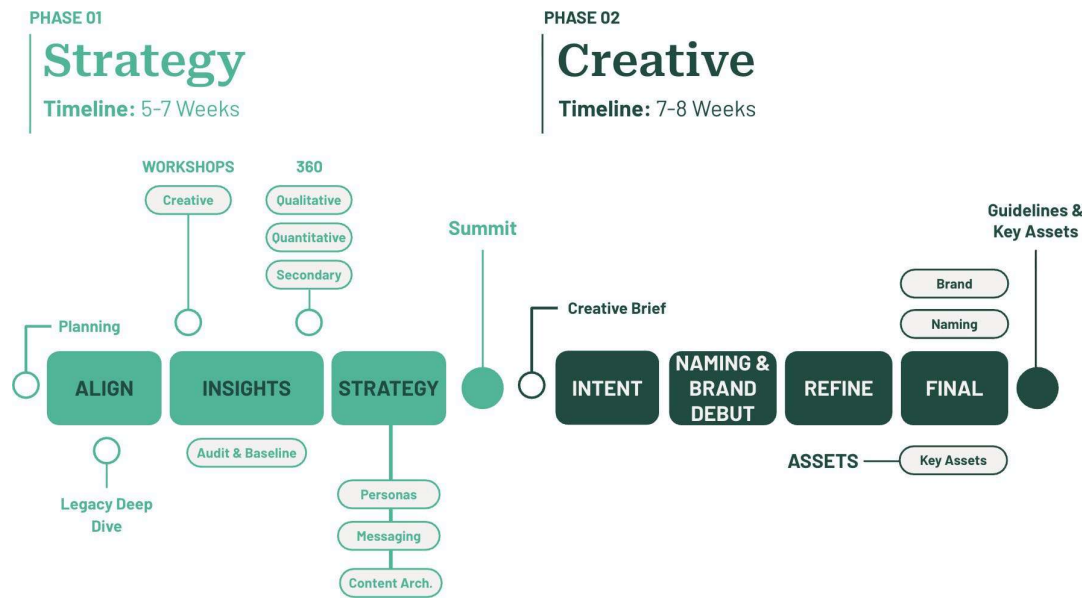 PHASE 01
Strategy
Timeline: 5-7 Weeks
WORKSHOPS
Creative
360
Qualitative
Quantitative
Secondary
Summit
Planning
ALIGN
INSIGHTS
STRATEGY
Audit & Baseline
Legacy Deep
Dive
Personas
Messaging
Content Arch.
PHASE 02
Creative
Timeline: 7-8 Weeks
Guidelines &
Key Assets
Brand
Naming
Creative Brief
INTENT
NAMING &
BRAND
DEBUT
REFINE
FINAL
ASSETS
Key Assets